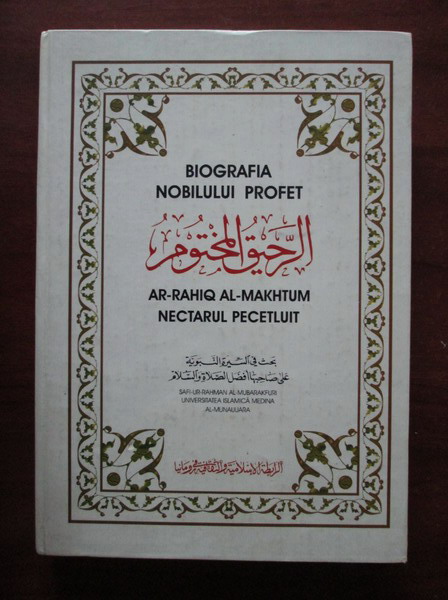 BIOGRAFIA
NOBILULUI PROFET
الرحيق المختوم
AR-RAHIQ AL-MAKHTUM
NECTARUL PECETLUIT
بحث في السيرة النبوية
على صاحبها أفضل الصلاة والسلام
SAFI-UR-RAHMAN AL-MUBARAKFURI
UNIVERSITATEA ISLAMICĂ MEDINA
AL-MUNAUUARA
الرابطة الإسلامية والثقافية في رومانيا